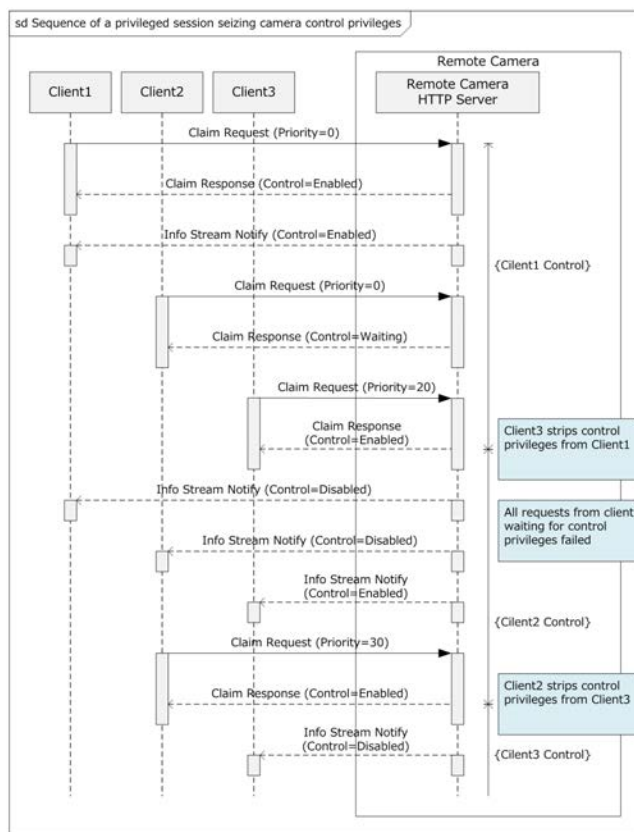 sd Sequence of a privileged session seizing camera control privileges
Remote Camera
Client1
Client2
Client3
Remote Camera
HTTP Server
Claim Request (Priority=0)
Claim Response (Control=Enabled)
Info Stream Notify (Control=Enabled)
{Cilent1 Control}
Claim Request (Priority=0)
Claim Response (Control=Waiting)
Claim Request (Priority=20)
Claim Response
(Control=Enabled)
Client3 strips control
privileges from Client1
Info Stream Notify (Control=Disabled)
All requests from client
waiting for control
privileges failed
Info Stream Notify (Control=Disabled)
Info Stream Notify
(Control=Enabled)
{Cilent2 Control}
Claim Request (Priority=30)
Claim Response (Control=Enabled)
Client2 strips control
privileges from Client3
Info Stream Notify
(Control=Disabled)
{Cilent3 Control}